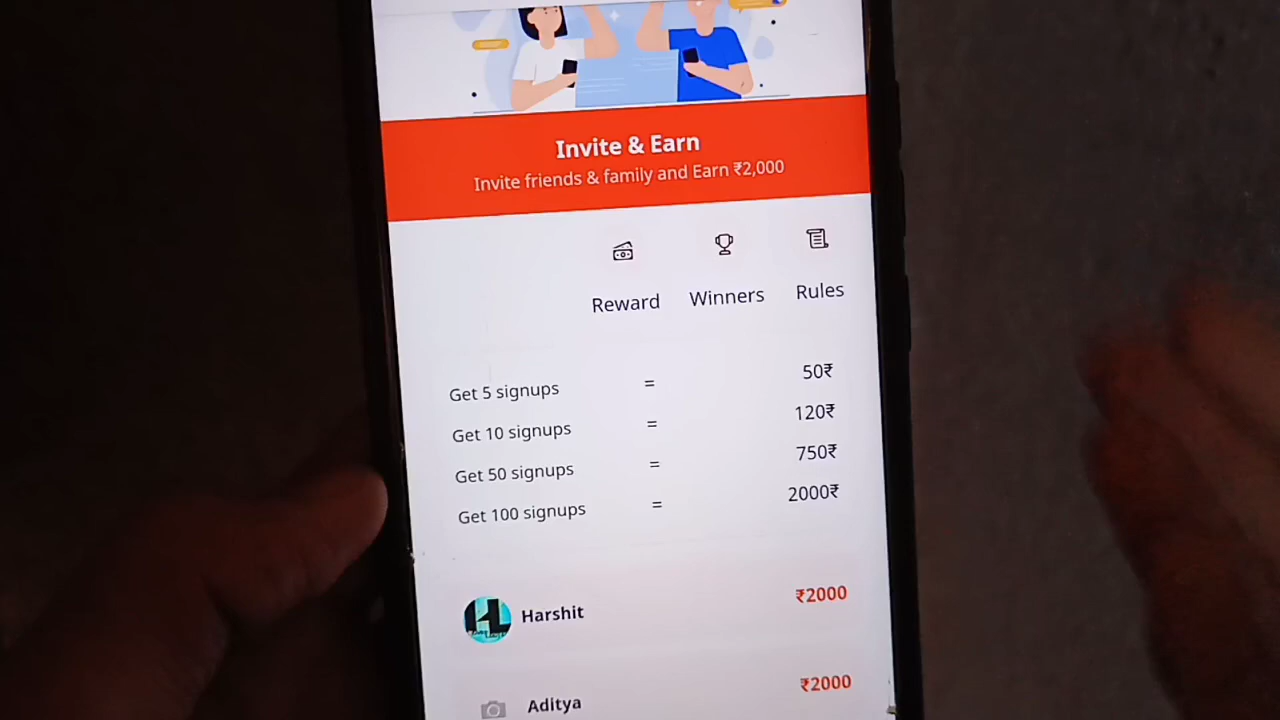 Invite & Earn
Invite friends & family and Earn ₹2,000
Reward Winners Rules
Get 5 signups = 50₹
Get 10 signups = 120₹
Get 50 signups = 750₹
Get 100 signups = 2000₹
Harshit ₹2000
Aditya ₹2000